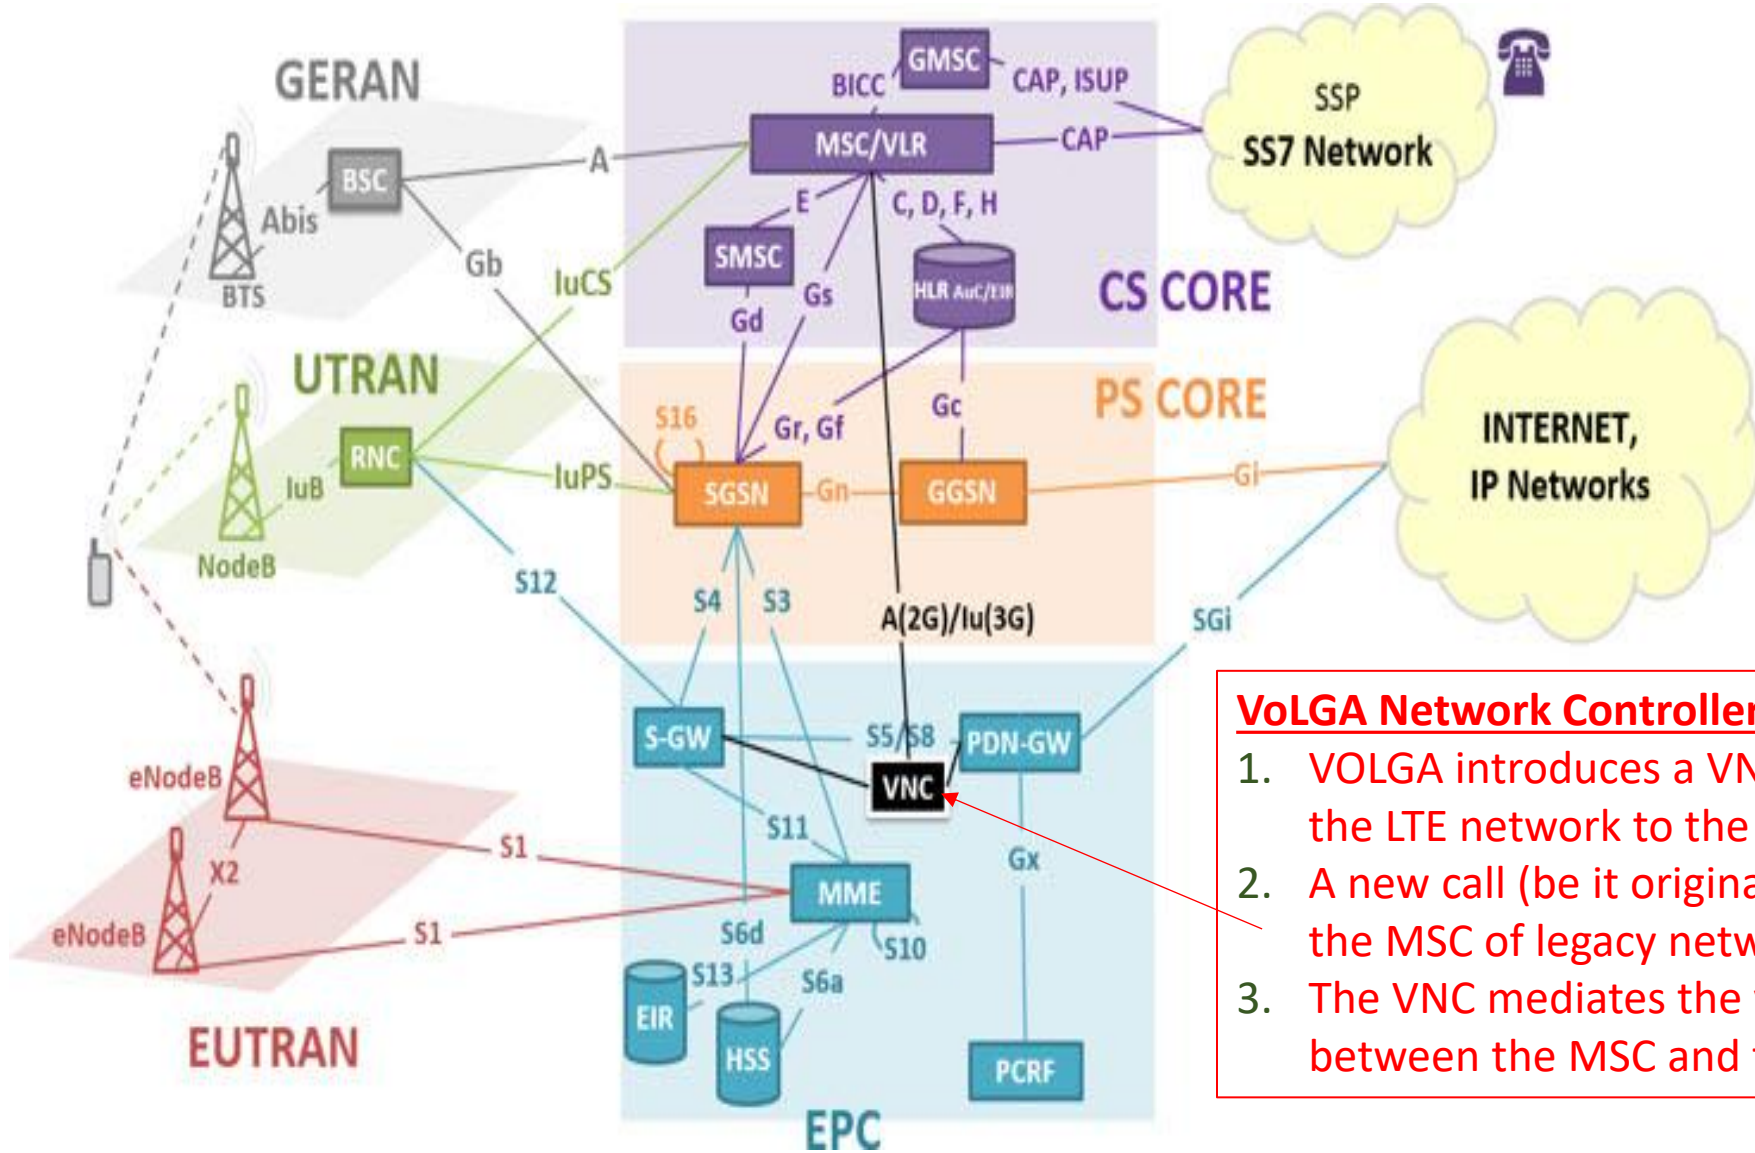 GERAN
GMSC
BICC
CAP, ISUP
SSP
SS7 Network
MSC/VLR
CAP
A
BSC
Abis
BTS
Gb
IuCS
E
C, D, F, H
SMSC
HLR AuC/EIR
Gs
Gd
CS CORE
UTRAN
PS CORE
S16
Gr, Gf
Gc
INTERNET,
IP Networks
RNC
IuB
IuPS
SGSN
Gn
GGSN
Gi
NodeB
S12
S4
S3
A(2G)/Iu(3G)
SGi
S-GW
S5/S8
PDN-GW
VNC
eNodeB
S11
S1
X2
Gx
MME
eNodeB
S1
S6d
S10
S13
S6a
EIR
HSS
PCRF
EUTRAN
EPC
VoLGA Network Controller
1. VOLGA introduces a VN
the LTE network to the
2. A new call (be it origina
the MSC of legacy netw
3. The VNC mediates the
between the MSC and